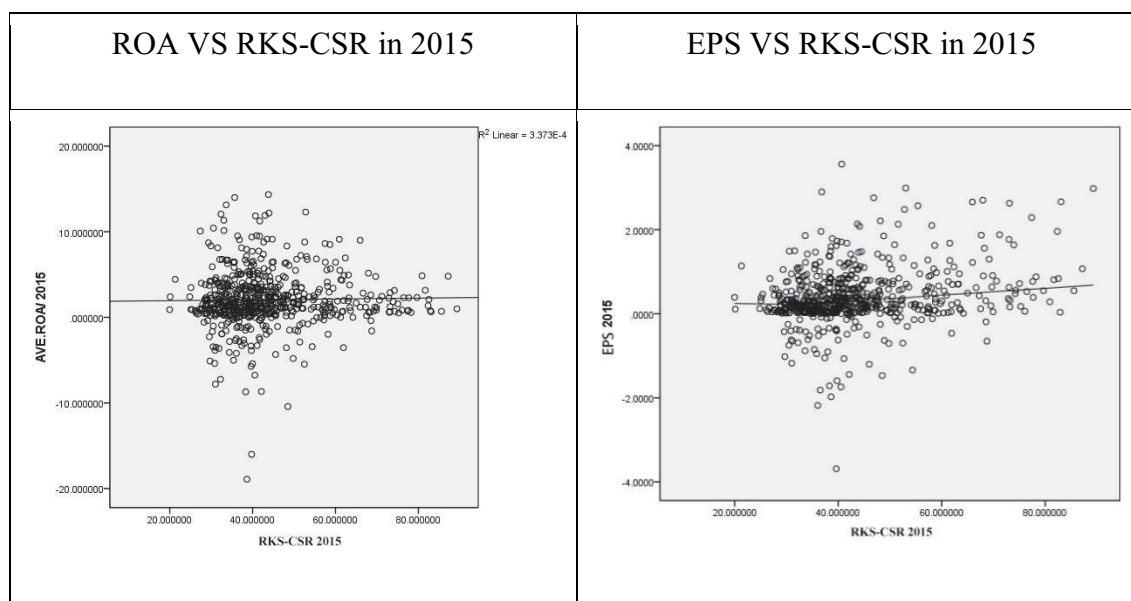 ROA VS RKS-CSR in 2015
EPS VS RKS-CSR in 2015
R² Linear = 3.373E-4
20.000000
10.000000
.000000
-10.000000
-20.000000
AVE.ROA/ 2015
20.000000 40.000000 60.000000 80.000000
RKS-CSR 2015
4.0000
2.0000
.0000
-2.0000
-4.0000
EPS 2015
20.000000 40.000000 60.000000 80.000000
RKS-CSR 2015